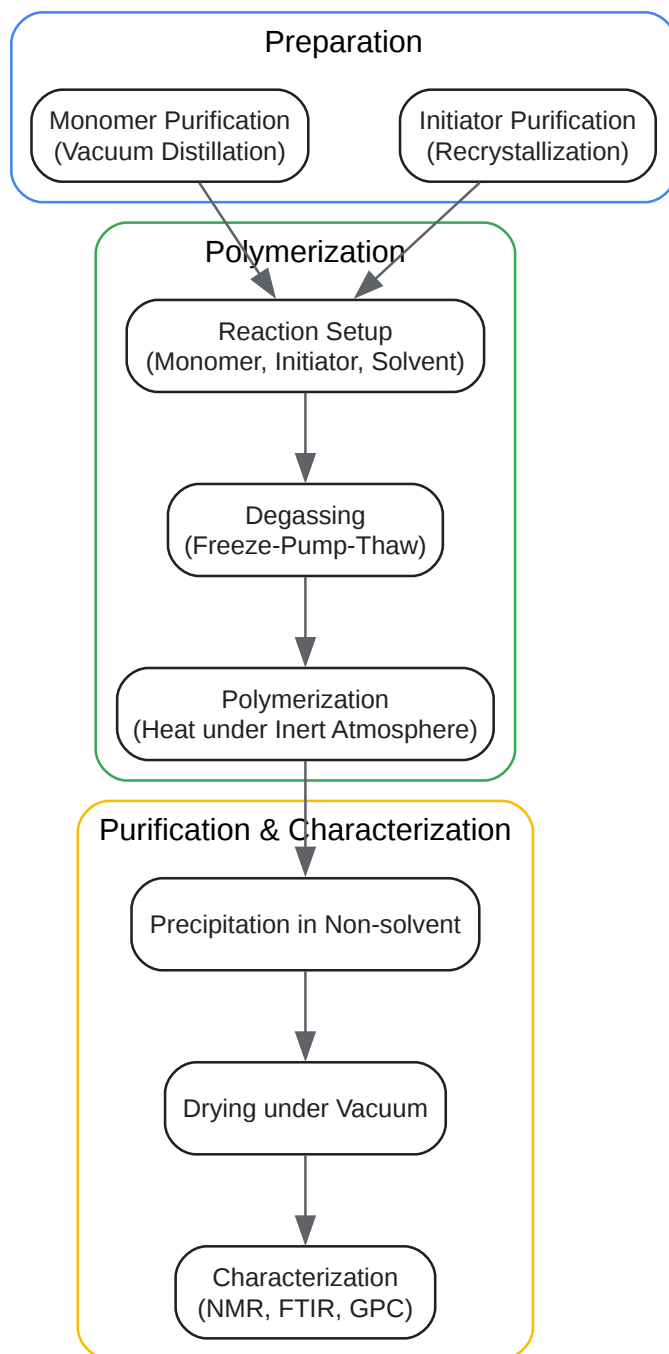 Preparation
Monomer Purification
(Vacuum Distillation)
Initiator Purification
(Recrystallization)
Polymerization
Reaction Setup
(Monomer, Initiator, Solvent)
Degassing
(Freeze-Pump-Thaw)
Polymerization
(Heat under Inert Atmosphere)
Purification & Characterization
Precipitation in Non-solvent
Drying under Vacuum
Characterization
(NMR, FTIR, GPC)